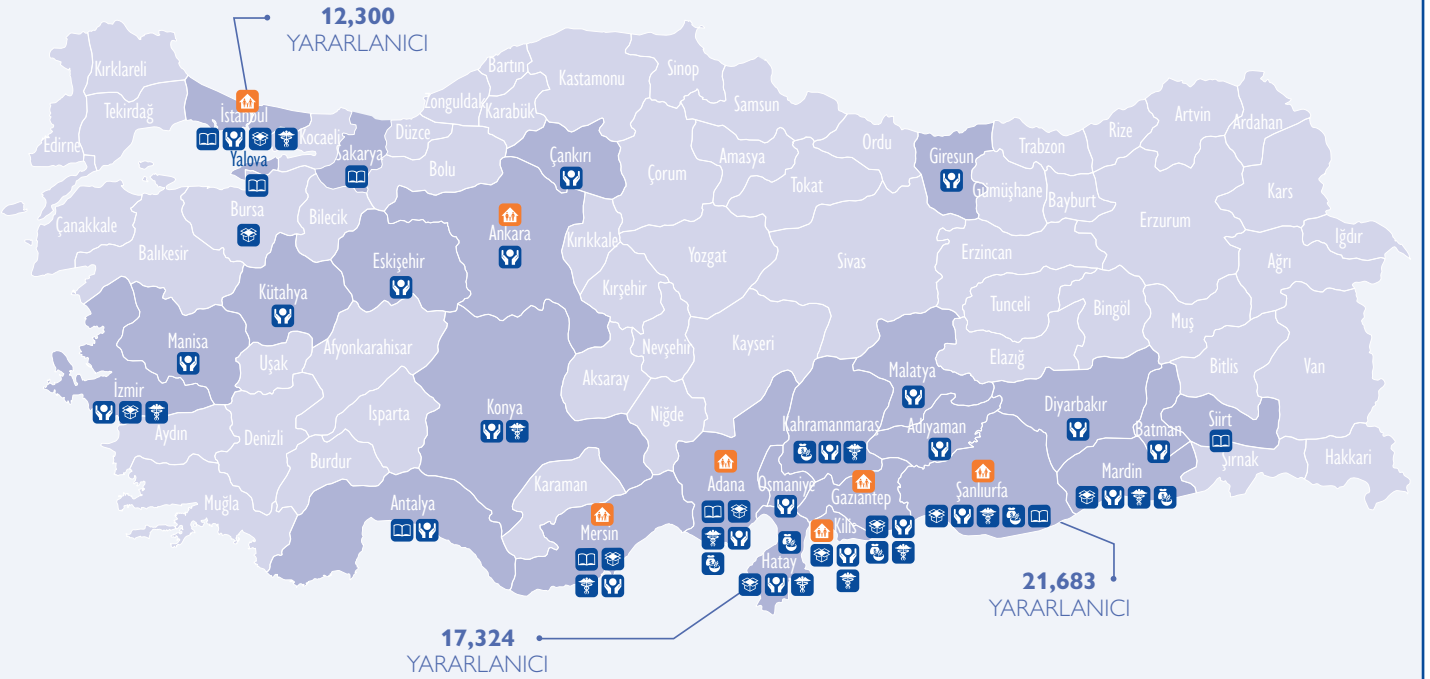 12,300
YARARLANICI
Kırklareli
Tekirdağ
Edirne
İstanbul
Kocaeli
Yalova
Sakarya
Düzce
Zonguldak
Bartın
Karabük
Kastamonu
Sinop
Samsun
Bolu
Çankırı
Çorum
Amasya
Tokat
Ordu
Giresun
Trabzon
Rize
Artvin
Ardahan
Gümüşhane
Bayburt
Kars
Erzurum
Iğdır
Ağrı
Çanakkale
Balıkesir
Bursa
Bilecik
Eskişehir
Ankara
Kırıkkale
Kırşehir
Yozgat
Sivas
Erzincan
Tunceli
Bingöl
Muş
Bitlis
Van
Kütahya
Manisa
Uşak
Afyonkarahisar
İzmir
Aydın
Denizli
Isparta
Burdur
Muğla
Antalya
Konya
Aksaray
Nevşehir
Niğde
Kayseri
Karaman
Mersin
Adana
Osmaniye
Kahramanmaraş
Malatya
Elazığ
Adıyaman
Gaziantep
Kilis
Hatay
Şanlıurfa
Diyarbakır
Batman
Mardin
Siirt
Şırnak
Hakkari
21,683
YARARLANICI
17,324
YARARLANICI